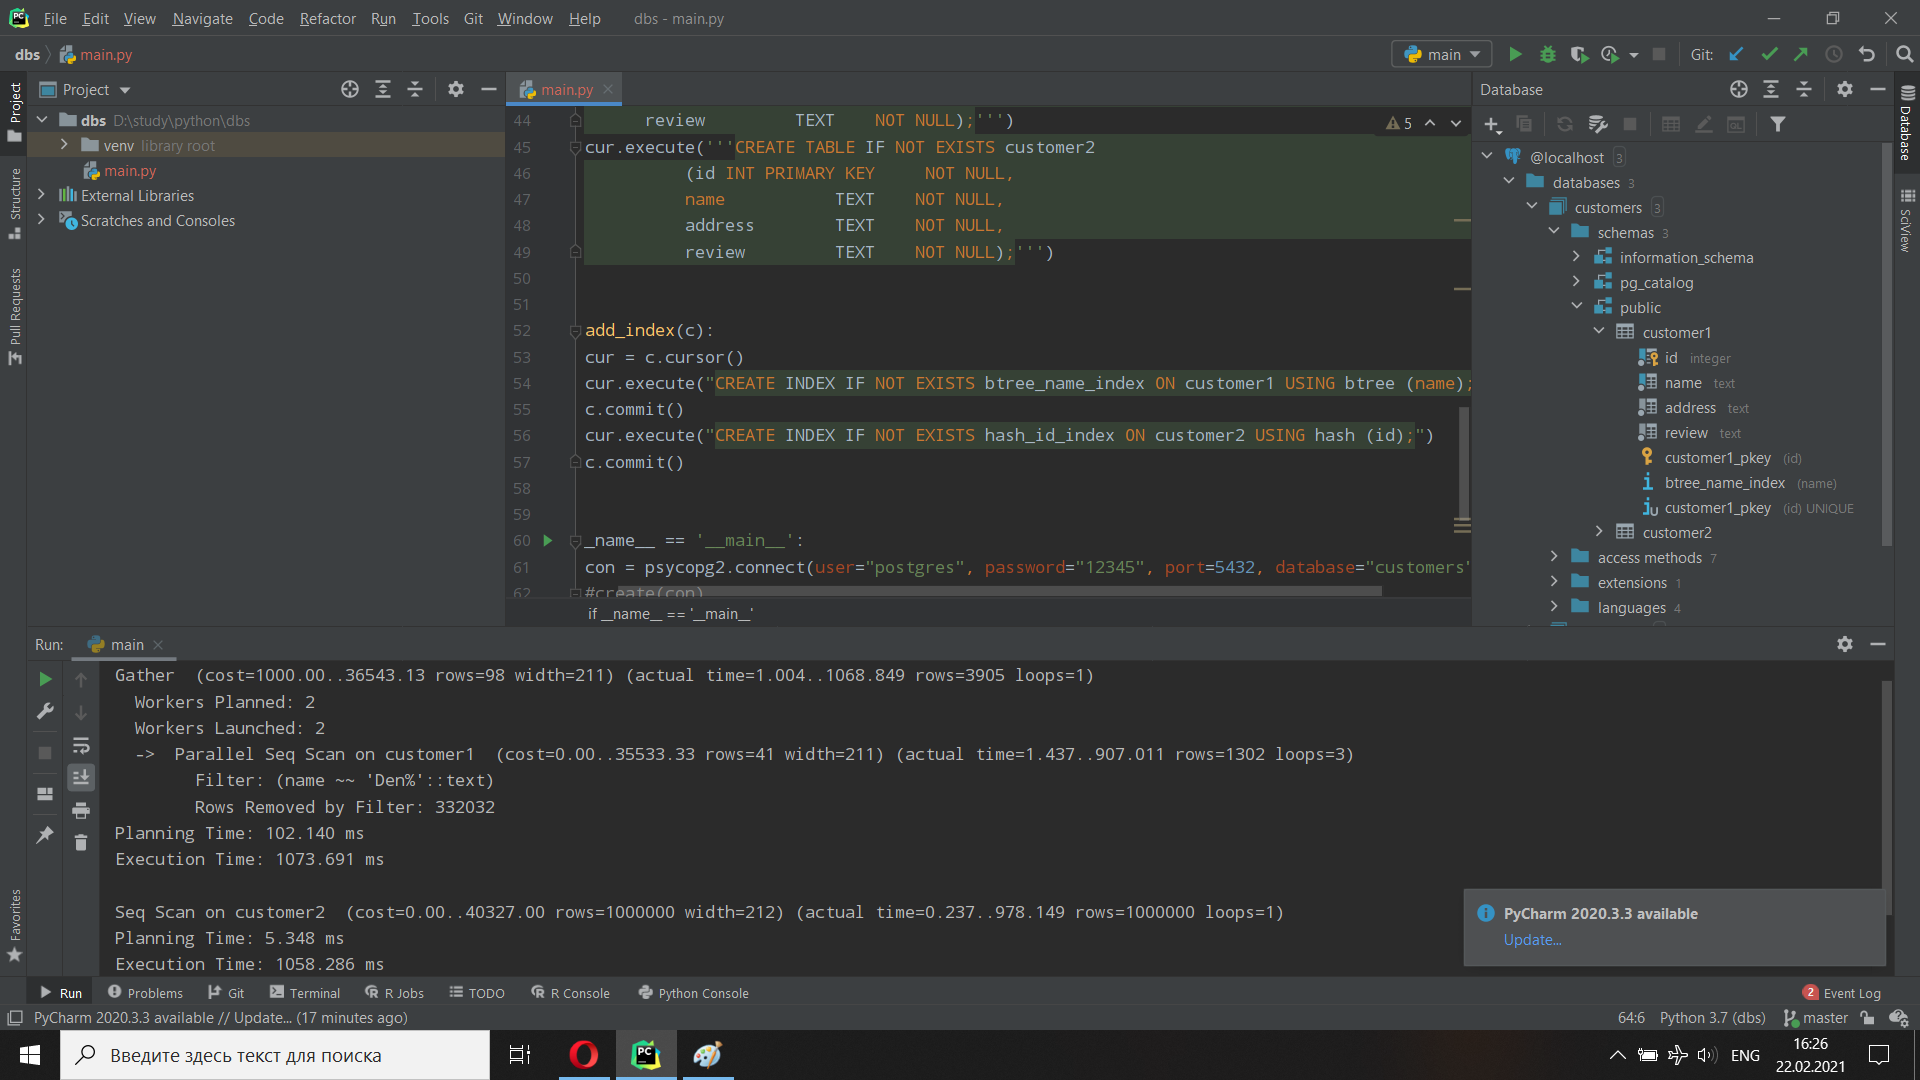 File Edit View Navigate Code Refactor Run Tools Git Window Help dbs - main.py
dbs main.py main Git:
Project
Project
main.py
Database
Database
dbs D:\study\python\dbs
venv library root
main.py
External Libraries
Scratches and Consoles
Structure
Pull Requests
Favorites
SciView
44 review TEXT NOT NULL);''')
5
45 cur.execute('''CREATE TABLE IF NOT EXISTS customer2
46 (id INT PRIMARY KEY NOT NULL,
47 name TEXT NOT NULL,
48 address TEXT NOT NULL,
49 review TEXT NOT NULL);''')
50
51
52 add_index(c):
53 cur = c.cursor()
54 cur.execute("CREATE INDEX IF NOT EXISTS btree_name_index ON customer1 USING btree (name);
55 c.commit()
56 cur.execute("CREATE INDEX IF NOT EXISTS hash_id_index ON customer2 USING hash (id);")
57 c.commit()
58
59
60 _name__ == '__main__':
61 con = psycopg2.connect(user="postgres", password="12345", port=5432, database="customers"
62 #create(con)
if __name__ == '__main__'
@localhost 3
databases 3
customers 3
schemas 3
information_schema
pg_catalog
public
customer1
id integer
name text
address text
review text
customer1_pkey (id)
btree_name_index (name)
customer1_pkey (id) UNIQUE
customer2
access methods 7
extensions 1
languages 4
Run: main
Gather (cost=1000.00..36543.13 rows=98 width=211) (actual time=1.004..1068.849 rows=3905 loops=1)
Workers Planned: 2
Workers Launched: 2
-> Parallel Seq Scan on customer1 (cost=0.00..35533.33 rows=41 width=211) (actual time=1.437..907.011 rows=1302 loops=3)
Filter: (name ~~ 'Den%'::text)
Rows Removed by Filter: 332032
Planning Time: 102.140 ms
Execution Time: 1073.691 ms
Seq Scan on customer2 (cost=0.00..40327.00 rows=1000000 width=212) (actual time=0.237..978.149 rows=1000000 loops=1)
Planning Time: 5.348 ms
Execution Time: 1058.286 ms
PyCharm 2020.3.3 available
Update...
Run Problems Git Terminal R Jobs TODO R Console Python Console 2 Event Log
PyCharm 2020.3.3 available // Update... (17 minutes ago) 64:6 Python 3.7 (dbs) master
Введите здесь текст для поиска
PC
ENG
16:26
22.02.2021